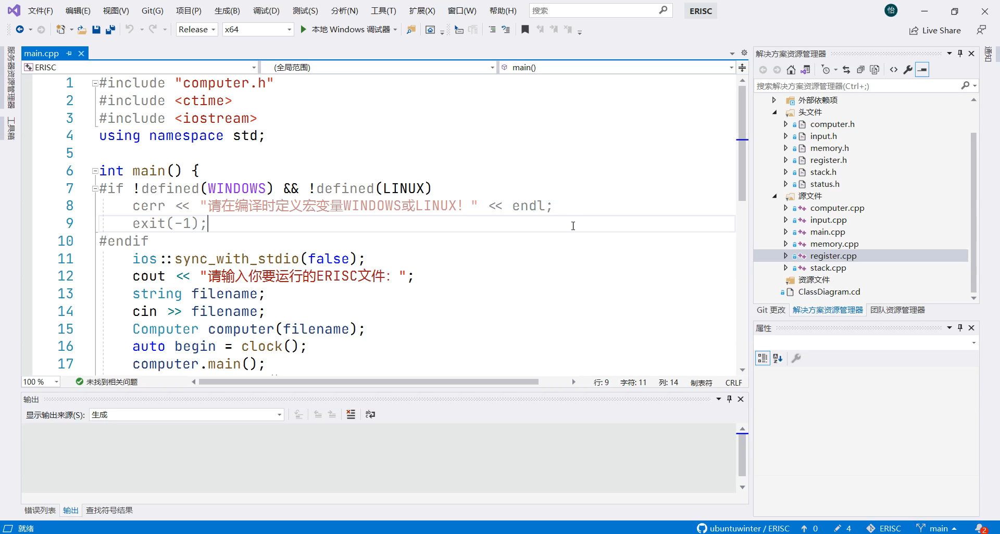 文件(F) 编辑(E) 视图(V) Git(G) 项目(P) 生成(B) 调试(D) 测试(S) 分析(N) 工具(T) 扩展(X) 窗口(W) 帮助(H) 搜索 ERISC 怡
Release x64 本地 Windows 调试器 Live Share
服务器资源管理器
工具箱
main.cpp
ERISC (全局范围) main()
1 #include "computer.h"
2 #include <ctime>
3 #include <iostream>
4 using namespace std;
5
6 int main() {
7 #if !defined(WINDOWS) && !defined(LINUX)
8 cerr << "请在编译时定义宏变量WINDOWS或LINUX！" << endl;
9 exit(-1);
10 #endif
11 ios::sync_with_stdio(false);
12 cout << "请输入你要运行的ERISC文件：";
13 string filename;
14 cin >> filename;
15 Computer computer(filename);
16 auto begin = clock();
17 computer.main();
100 % 未找到相关问题 行: 9 字符: 11 列: 14 制表符 CRLF
输出
显示输出来源(S): 生成
错误列表 输出 查找符号结果
解决方案资源管理器
搜索解决方案资源管理器(Ctrl+;)
外部依赖项
头文件
computer.h
input.h
memory.h
register.h
stack.h
status.h
源文件
computer.cpp
input.cpp
main.cpp
memory.cpp
register.cpp
stack.cpp
资源文件
ClassDiagram.cd
Git 更改 解决方案资源管理器 团队资源管理器
属性
通知
就绪 ubuntuwinter / ERISC 0 4 ERISC main 2